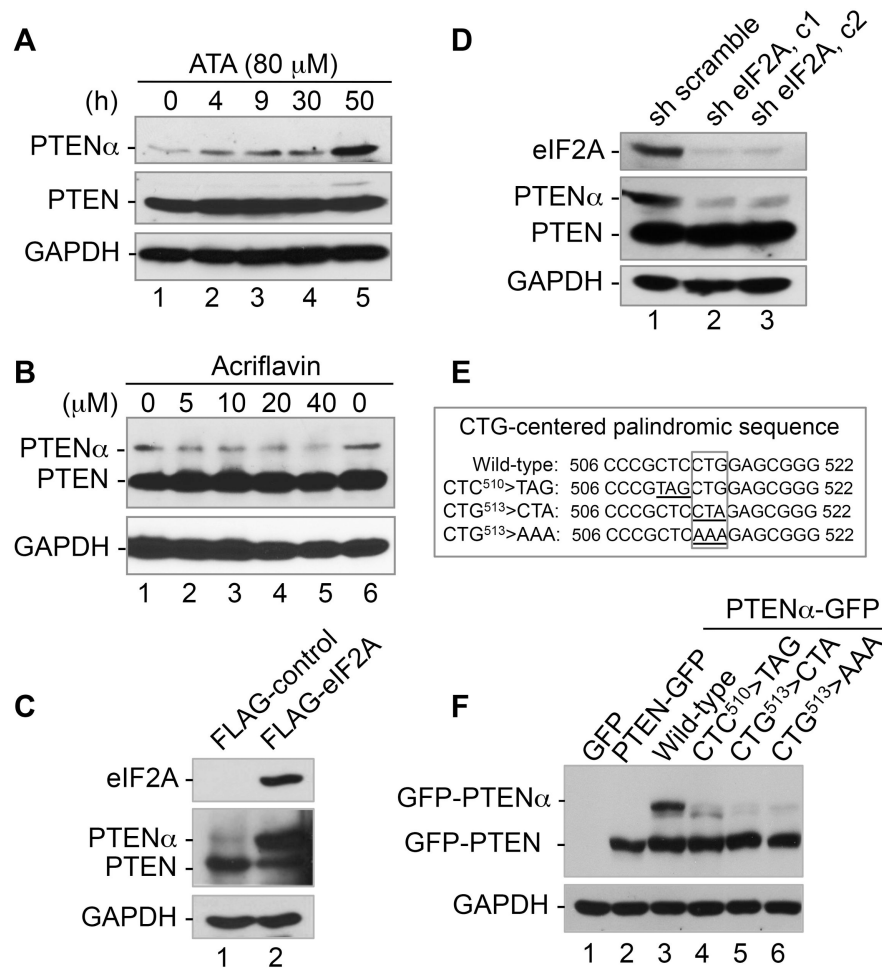 A
ATA (80 μM)
(h) 0 4 9 30 50
PTENα -
PTEN -
GAPDH -
1 2 3 4 5
B
Acriflavin
(μM) 0 5 10 20 40 0
PTENα -
PTEN -
GAPDH -
1 2 3 4 5 6
C
FLAG-control
FLAG-eIF2A
eIF2A -
PTENα -
PTEN -
GAPDH -
1 2
D
sh scramble
sh eIF2A, c1
sh eIF2A, c2
eIF2A -
PTENα -
PTEN -
GAPDH -
1 2 3
E
CTG-centered palindromic sequence
Wild-type: 506 CCCGCTCCTGGAGCGGG 522
CTC⁵¹⁰>TAG: 506 CCCGTAGCTGGAGCGGG 522
CTG⁵¹³>CTA: 506 CCCGCTCCTAGAGCGGG 522
CTG⁵¹³>AAA: 506 CCCGCTCAAAGAGCGGG 522
F
PTENα-GFP
GFP
PTEN-GFP
Wild-type
CTC⁵¹⁰>TAG
CTG⁵¹³>CTA
CTG⁵¹³>AAA
GFP-PTENα -
GFP-PTEN -
GAPDH -
1 2 3 4 5 6